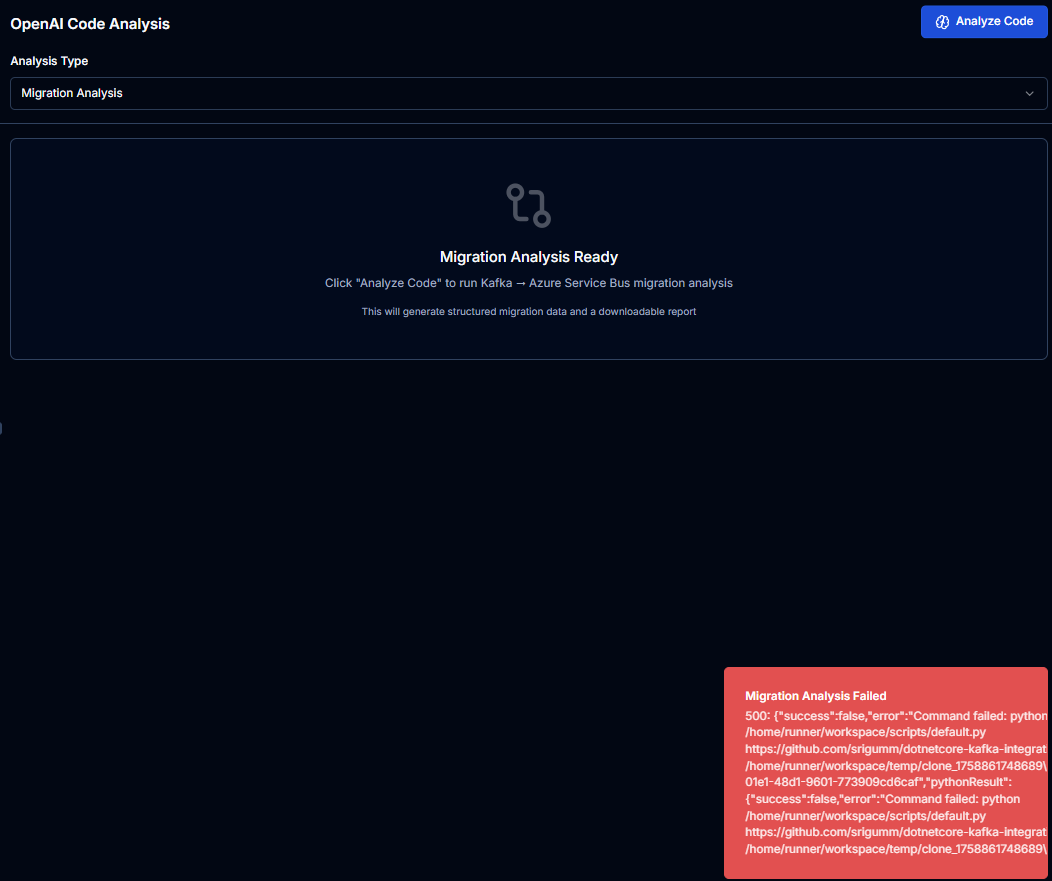 OpenAI Code Analysis
Analyze Code
Analysis Type
Migration Analysis
Migration Analysis Ready
Click "Analyze Code" to run Kafka → Azure Service Bus migration analysis
This will generate structured migration data and a downloadable report
Migration Analysis Failed
500: {"success":false,"error":"Command failed: python
/home/runner/workspace/scripts/default.py
https://github.com/srigumm/dotnetcore-kafka-integrat
/home/runner/workspace/temp/clone_1758861748689\
01e1-48d1-9601-773909cd6caf","pythonResult":
{"success":false,"error":"Command failed: python
/home/runner/workspace/scripts/default.py
https://github.com/srigumm/dotnetcore-kafka-integrat
/home/runner/workspace/temp/clone_1758861748689\